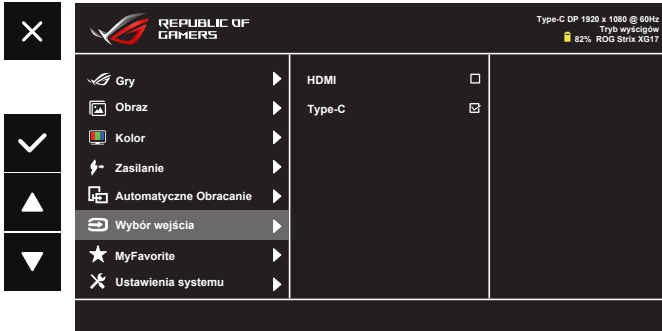 REPUBLIC OF
GAMERS
Type-C DP 1920 x 1080 @ 60Hz
Tryb wyścigów
82% ROG Strix XG17
Gry
Obraz
Kolor
Zasilanie
Automatyczne Obracanie
Wybór wejścia
MyFavorite
Ustawienia systemu
HDMI
Type-C